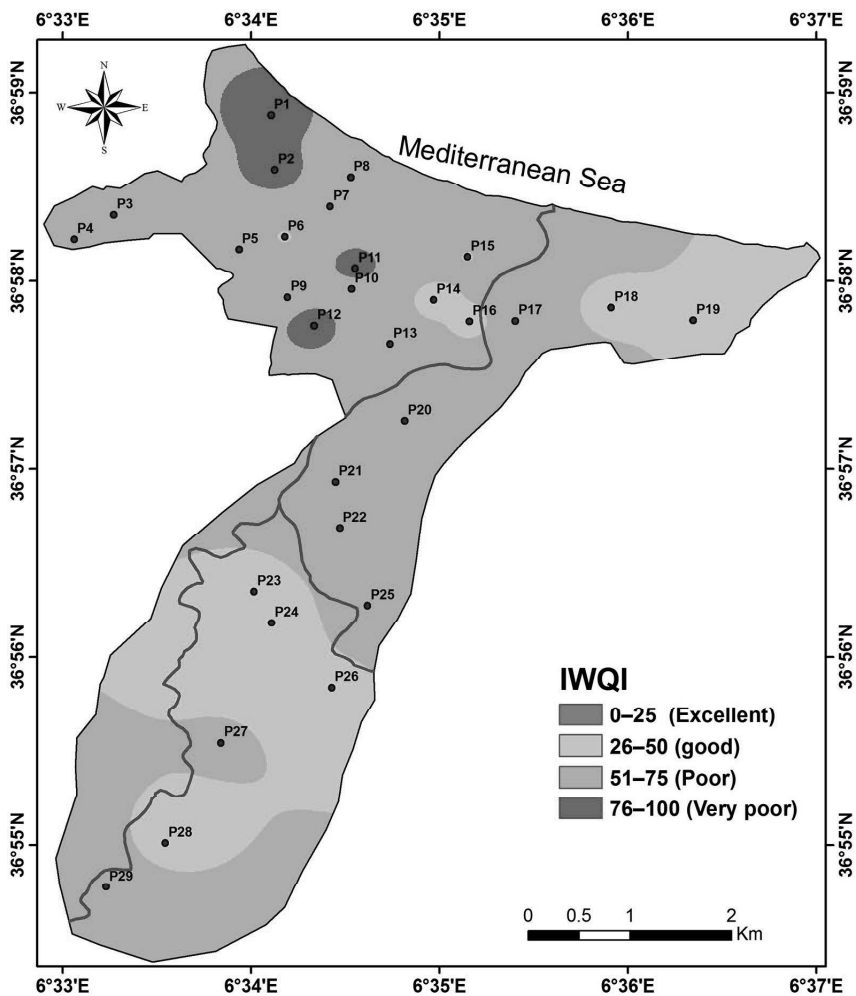 6°33'E 6°34'E 6°35'E 6°36'E 6°37'E
36°59'N 36°59'N
N
W E
S
P1
Mediterranean Sea
P2
P8
P7
P3
P4
P6
P5
P15
36°58'N 36°58'N
P11
P10
P9
P14
P18
P12
P16
P17
P19
P13
P20
36°57'N 36°57'N
P21
P22
P23
P25
P24
36°56'N 36°56'N
P26
IWQI
0–25 (Excellent)
26–50 (good)
51–75 (Poor)
76–100 (Very poor)
P27
P28
36°55'N 36°55'N
P29
0 0.5 1 2
Km
6°33'E 6°34'E 6°35'E 6°36'E 6°37'E